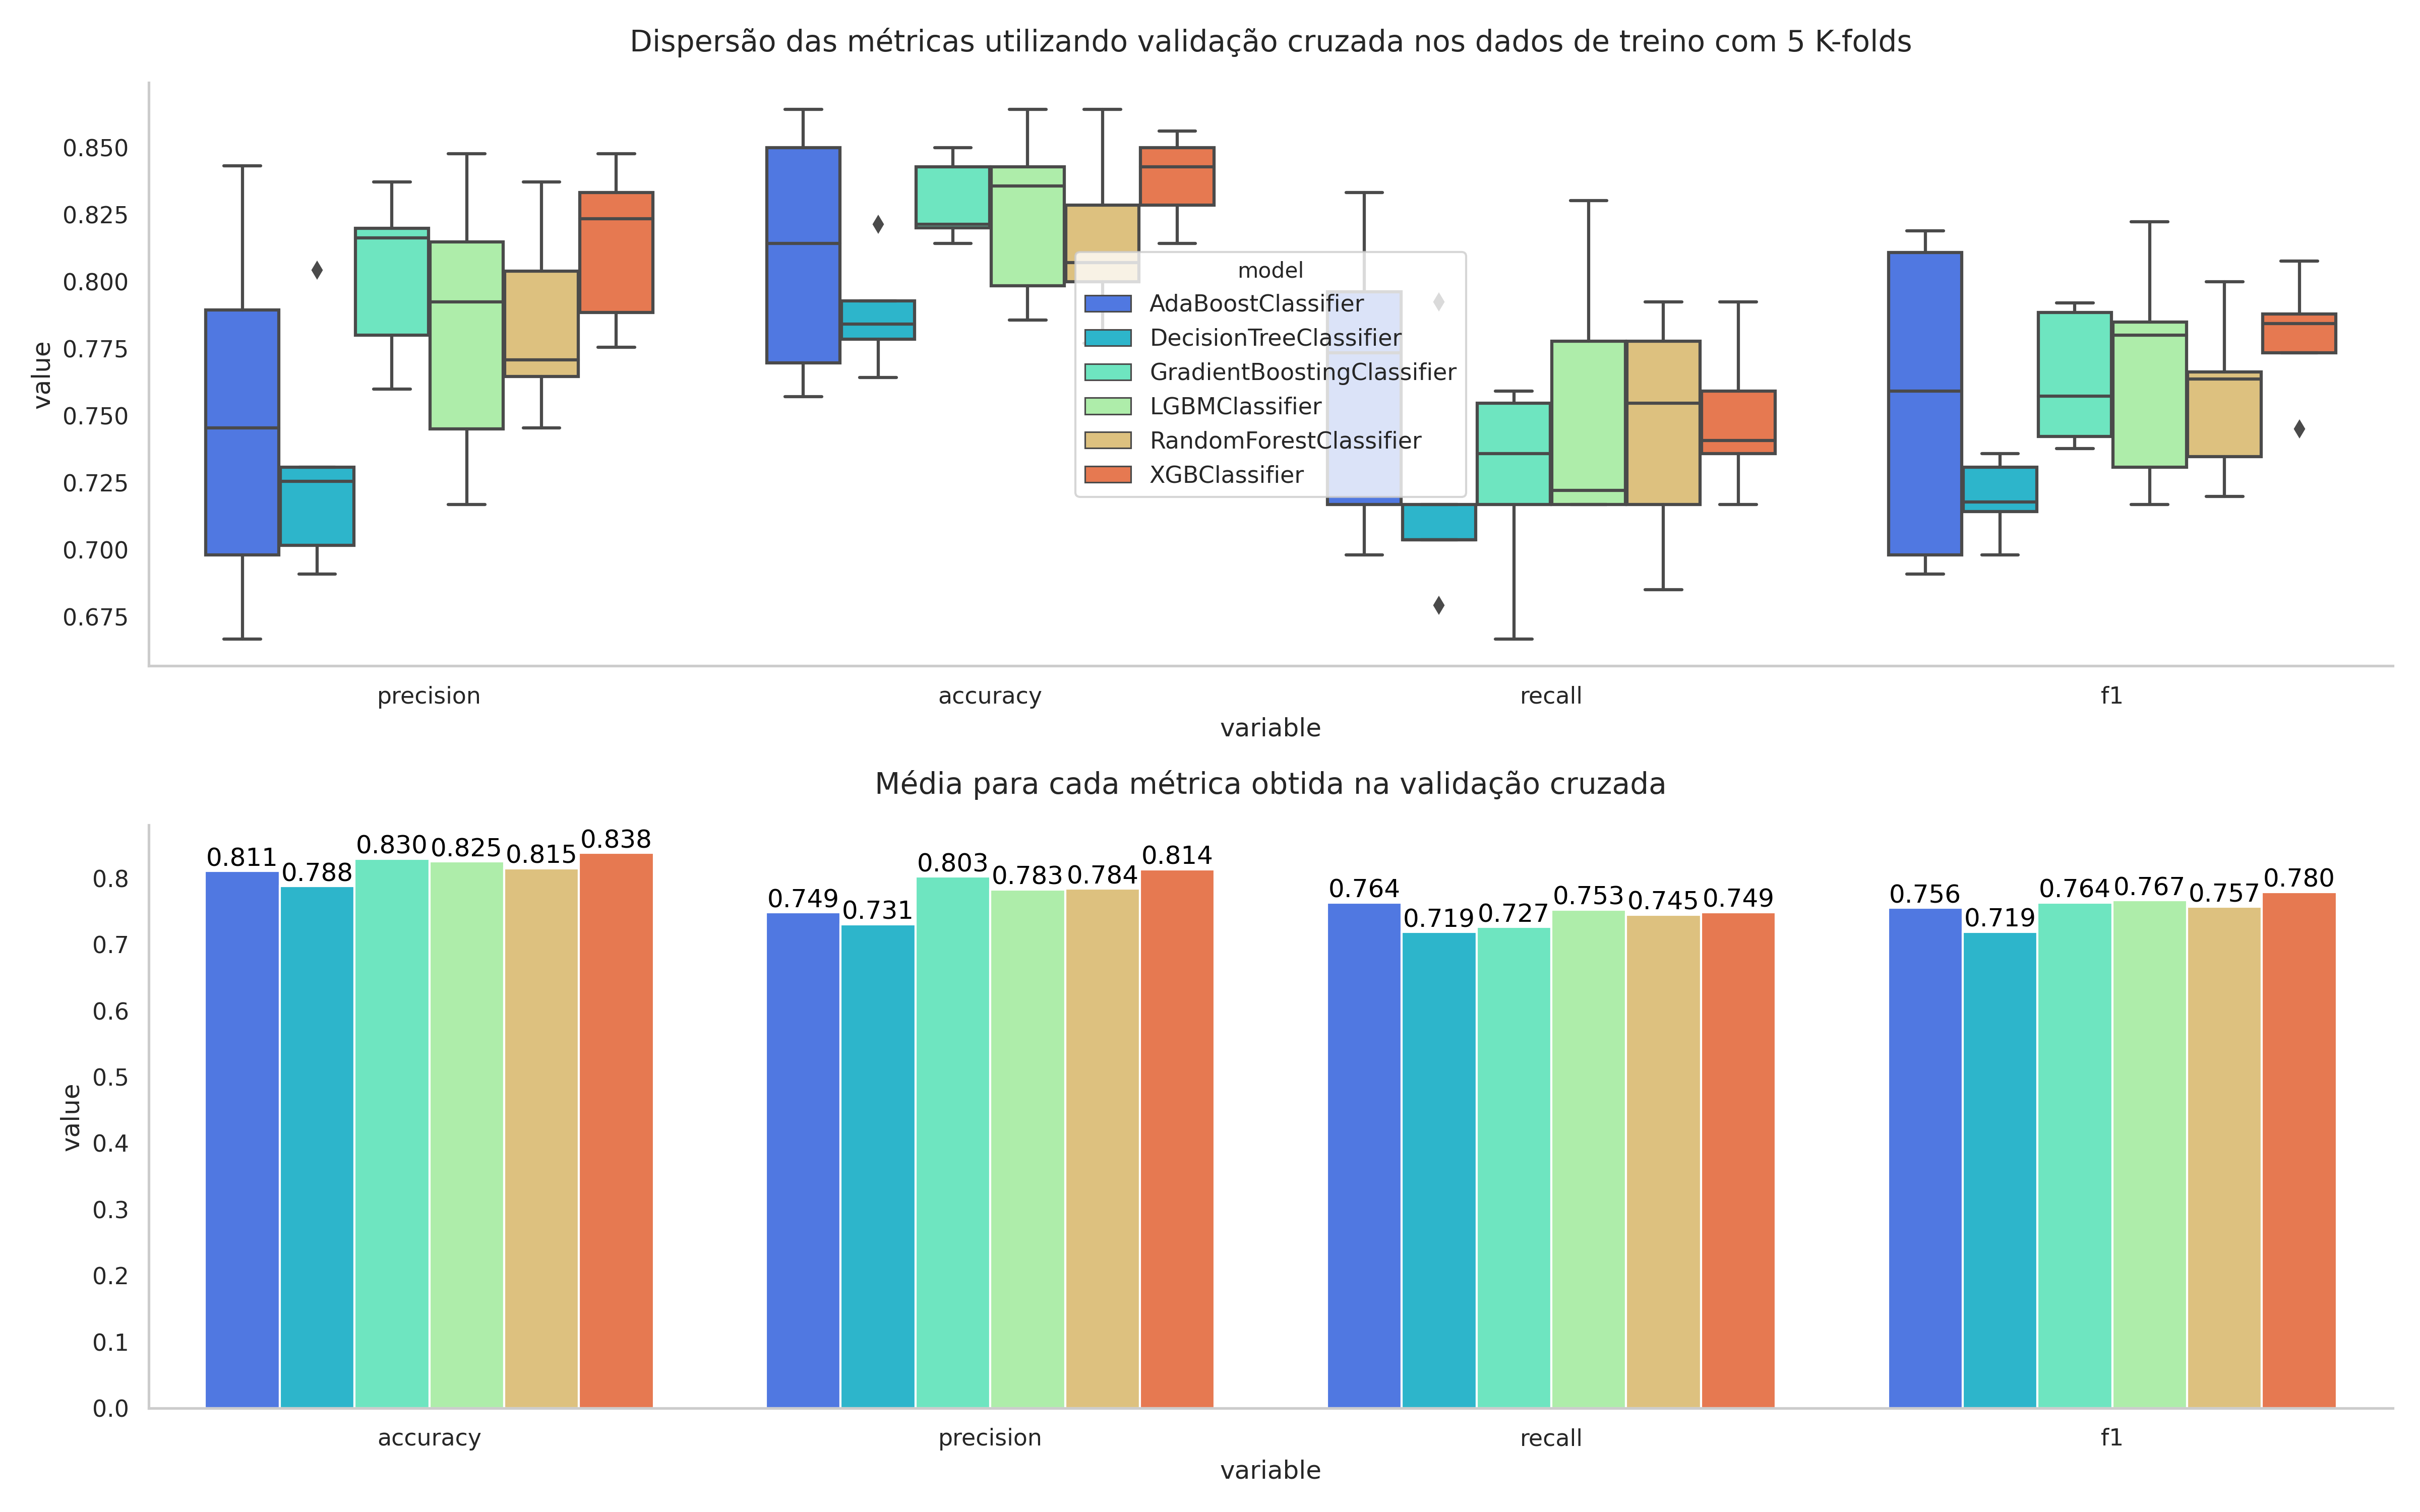 Dispersão das métricas utilizando validação cruzada nos dados de treino com 5 K-folds
value
0.850
0.825
0.800
0.775
0.750
0.725
0.700
0.675
model
AdaBoostClassifier
DecisionTreeClassifier
GradientBoostingClassifier
LGBMClassifier
RandomForestClassifier
XGBClassifier
precision accuracy recall f1
variable
Média para cada métrica obtida na validação cruzada
value
0.8
0.7
0.6
0.5
0.4
0.3
0.2
0.1
0.0
0.811 0.788 0.830 0.825 0.815 0.838
0.749 0.731 0.803 0.783 0.784 0.814
0.764 0.719 0.727 0.753 0.745 0.749
0.756 0.719 0.764 0.767 0.757 0.780
accuracy precision recall f1
variable